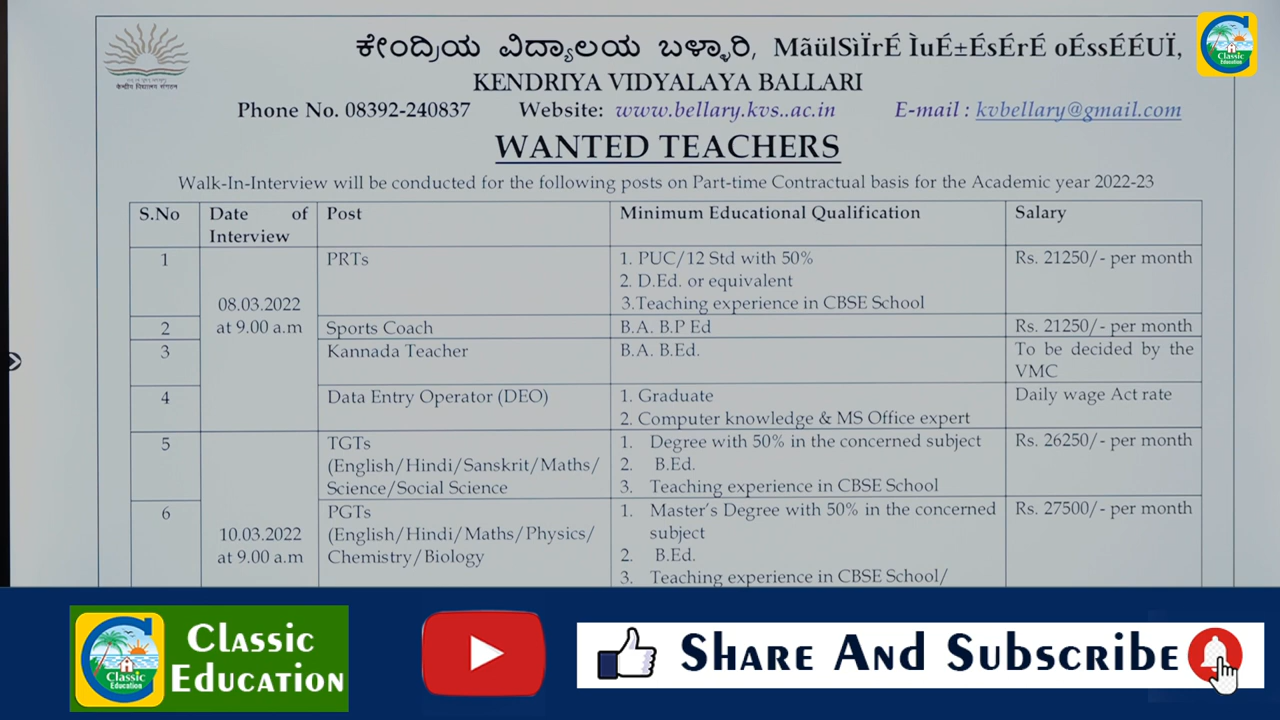 ಕೇಂದ್ರಿಯ ವಿದ್ಯಾಲಯ ಬಳ್ಳಾರಿ, MãülSìÏrÉ ÌuÉ±ÉsÉrÉ oÉssÉÉUÏ,
केन्द्रीय विद्यालय संगठन
KENDRIYA VIDYALAYA BALLARI
Phone No. 08392-240837 Website: www.bellary.kvs..ac.in E-mail : kvbellary@gmail.com
WANTED TEACHERS
Walk-In-Interview will be conducted for the following posts on Part-time Contractual basis for the Academic year 2022-23
S.No Date of Interview Post Minimum Educational Qualification Salary
1 PRTs 1. PUC/12 Std with 50% Rs. 21250/- per month
2. D.Ed. or equivalent
08.03.2022 3.Teaching experience in CBSE School
at 9.00 a.m
2 Sports Coach B.A. B.P Ed Rs. 21250/- per month
3 Kannada Teacher B.A. B.Ed. To be decided by the
VMC
4 Data Entry Operator (DEO) 1. Graduate Daily wage Act rate
2. Computer knowledge & MS Office expert
5 TGTs 1. Degree with 50% in the concerned subject Rs. 26250/- per month
(English/Hindi/Sanskrit/Maths/ 2. B.Ed.
Science/Social Science 3. Teaching experience in CBSE School
6 PGTs 1. Master's Degree with 50% in the concerned Rs. 27500/- per month
10.03.2022 (English/Hindi/Maths/Physics/ subject
at 9.00 a.m Chemistry/Biology 2. B.Ed.
3. Teaching experience in CBSE School/
Classic
Education
Classic
Education
Classic
Education
Share And Subscribe